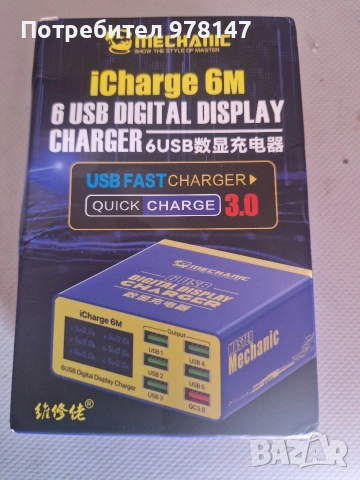 Потребител 978147
MECHANIC
SHOW THE STYLE OF MASTER
iCharge 6M
6 USB DIGITAL DISPLAY
CHARGER 6USB数显充电器
USB FAST CHARGER
QUICK CHARGE 3.0
MECHANIC
6 USB
DIGITAL DISPLAY
CHARGER
数显充电器
iCharge 6M
Output
USB 1
USB 4
USB 2
USB 5
USB 3
QC3.0
6USB Digital Display Charger
MASTER
Mechanic
维修佬
bazar